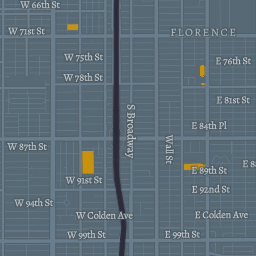 W 66th St
W 71st St
FLORENCE
W 75th St
E 76th St
W 78th St
E 81st St
S Broadway
E 84th Pl
Wall St
W 87th St
E 8
E 89th St
W 91st St
E 92nd St
W 94th St
W Colden Ave
E Colden Ave
W 99th St
E 99th St